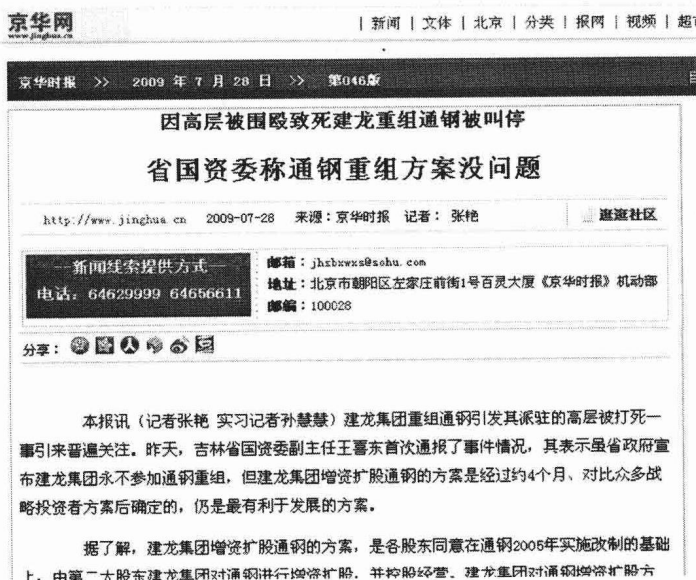 京华网
www.jinghua.cn
| 新闻 | 文体 | 北京 | 分类 | 报网 | 视频 |
京华时报 >> 2009 年 7 月 28 日 >> 第046版
因高层被围殴致死建龙重组通钢被叫停
省国资委称通钢重组方案没问题
http://www.jinghua.cn 2009-07-28 来源：京华时报 记者：张艳 逛逛社区
新闻线索提供方式
电话：64629999 64656611
邮箱：jhsbxwxs@sohu.com
地址：北京市朝阳区左家庄前街1号百灵大厦《京华时报》机动部
邮编：100028
分享：
本报讯（记者张艳 实习记者孙慧慧）建龙集团重组通钢引发其派驻的高层被打死一
事引来普遍关注。昨天，吉林省国资委副主任王喜东首次通报了事件情况，其表示虽省政府宣
布建龙集团永不参加通钢重组，但建龙集团增资扩股通钢的方案是经过约4个月、对比众多战
略投资者方案后确定的，仍是最有利于发展的方案。
据了解，建龙集团增资扩股通钢的方案，是各股东同意在通钢2005年实施改制的基础
上，由第二大股东建龙集团对通钢进行增资扩股，并控股经营。建龙集团对通钢增资扩股方